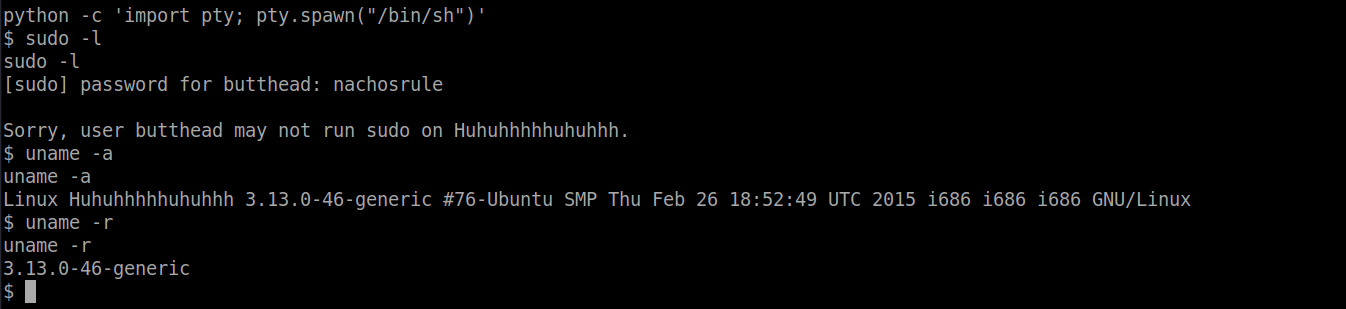 python -c 'import pty; pty.spawn("/bin/sh")'
$ sudo -l
sudo -l
[sudo] password for butthead: nachosrule
Sorry, user butthead may not run sudo on Huhuhhhhhuhuhhh.
$ uname -a
uname -a
Linux Huhuhhhhhuhuhhh 3.13.0-46-generic #76-Ubuntu SMP Thu Feb 26 18:52:49 UTC 2015 i686 i686 i686 GNU/Linux
$ uname -r
uname -r
3.13.0-46-generic
$